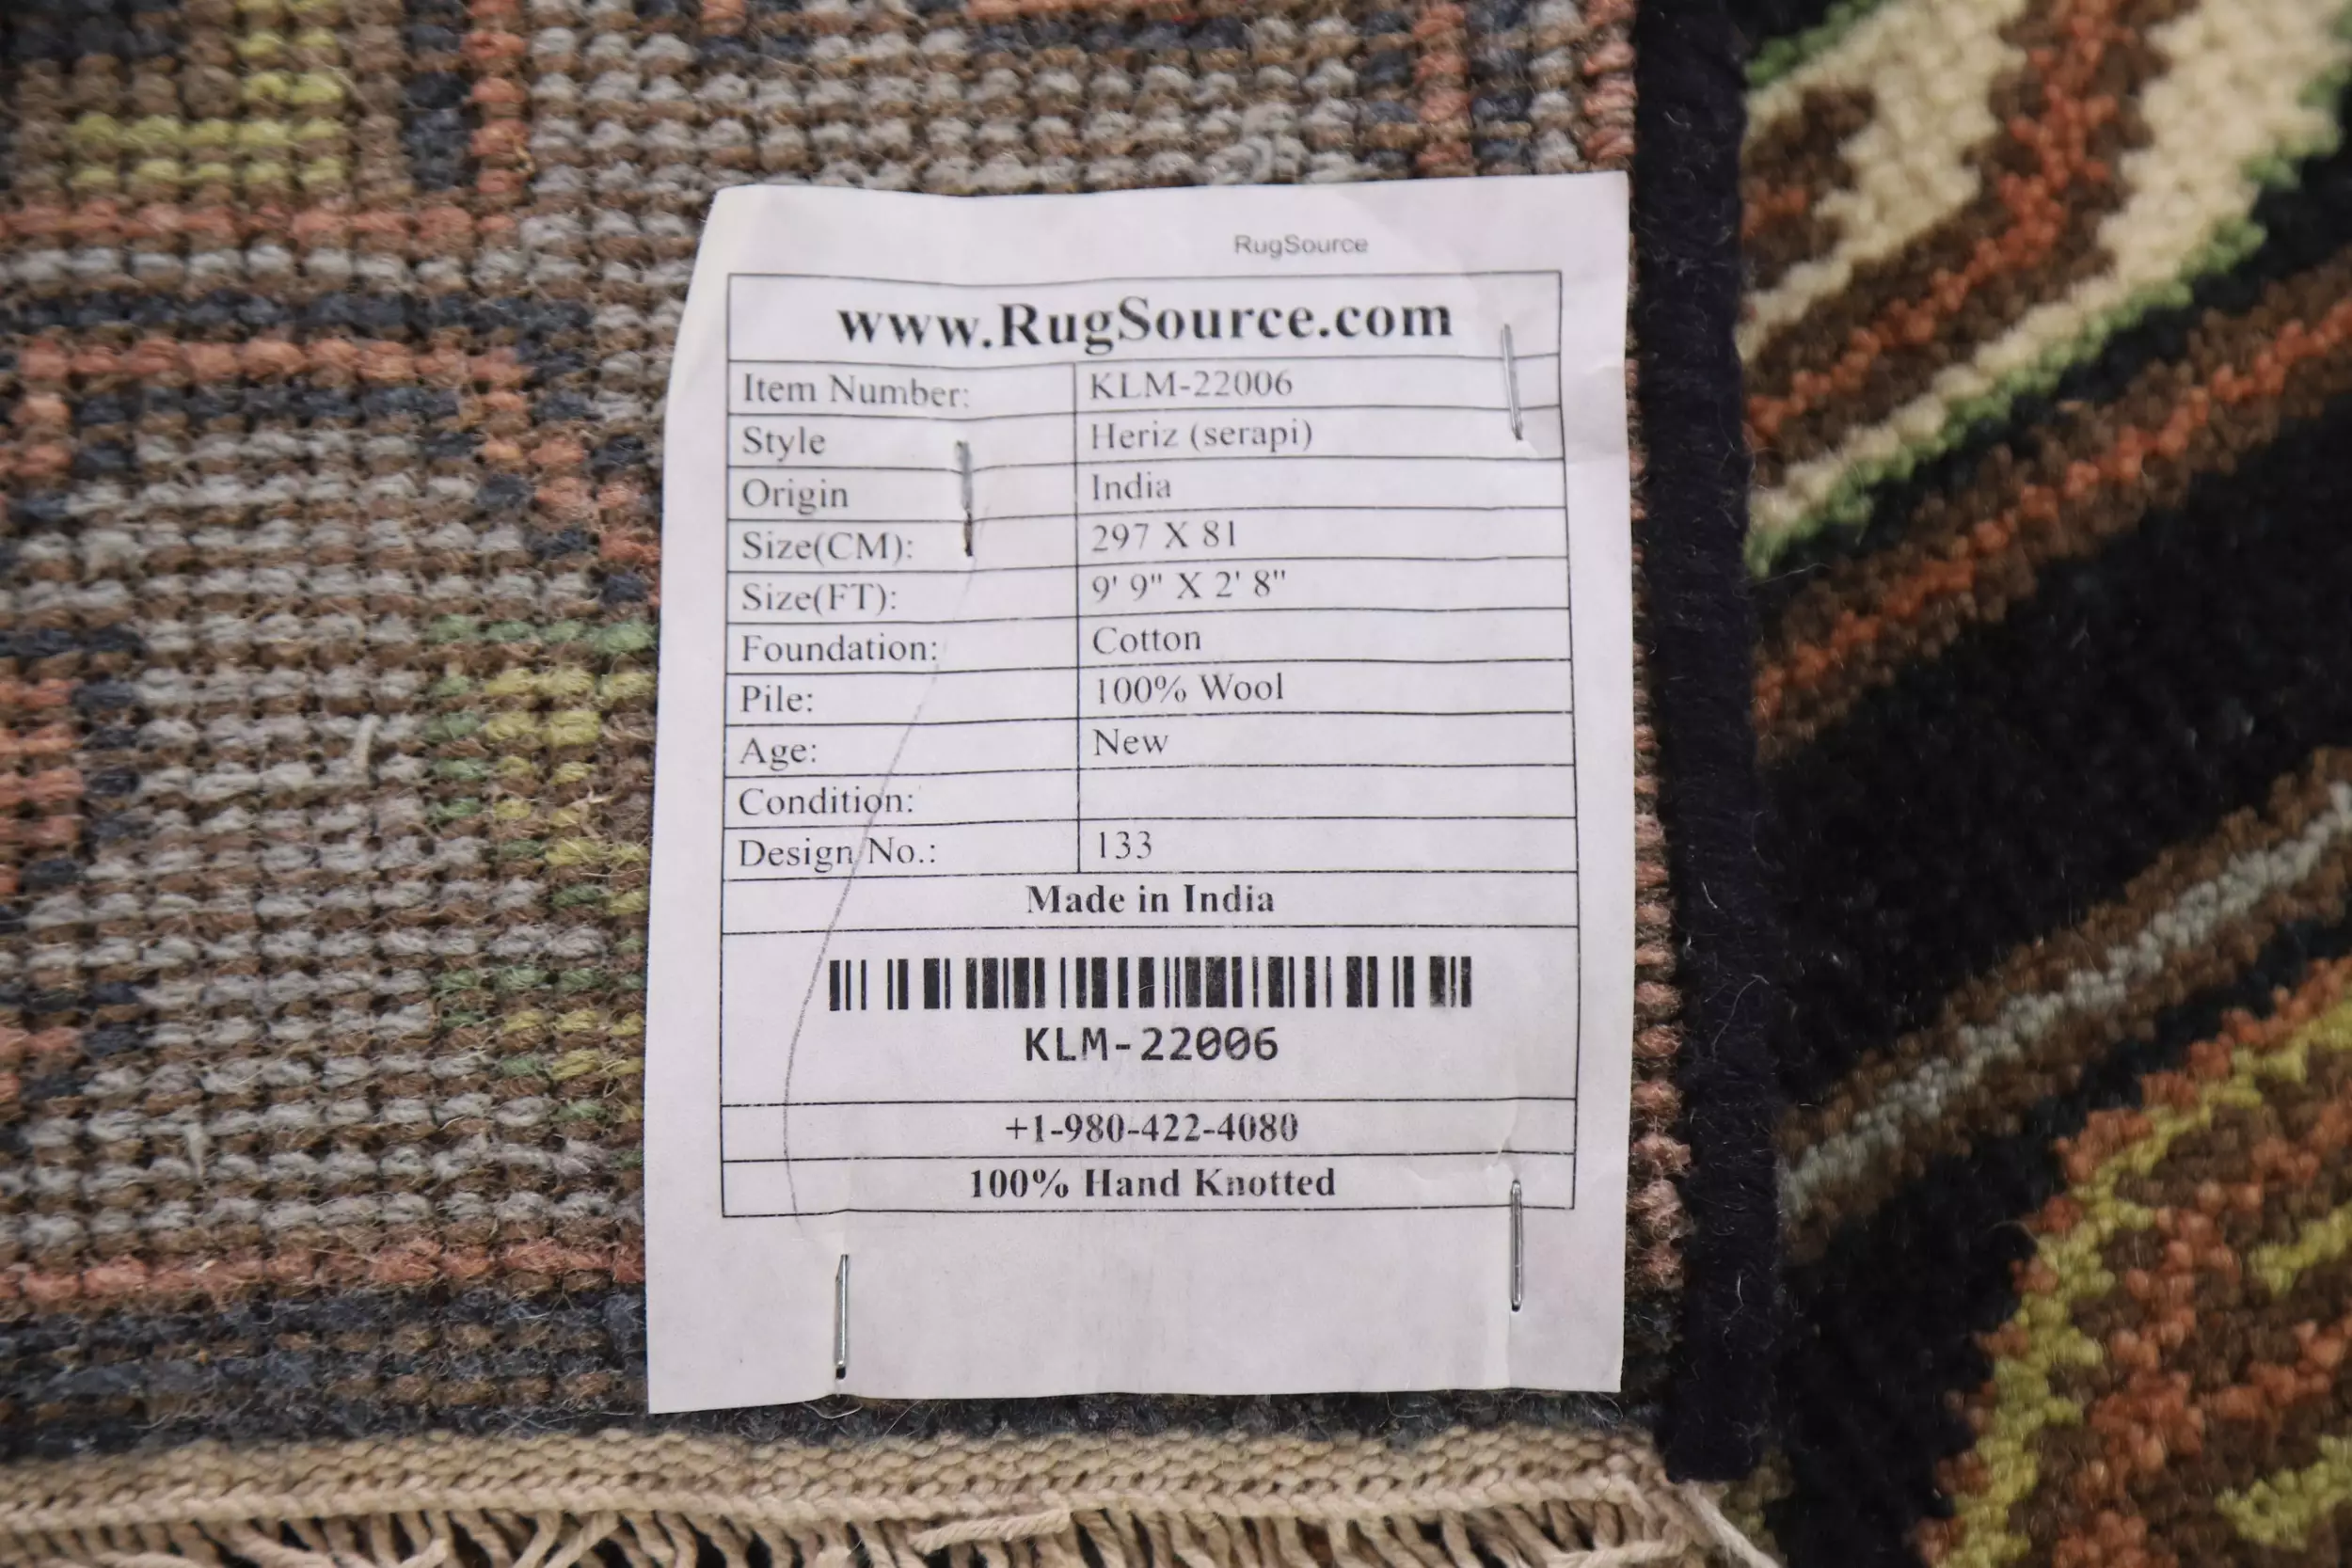 RugSource
www.RugSource.com
Item Number: KLM-22006
Style Heriz (serapi)
Origin India
Size(CM): 297 X 81
Size(FT): 9' 9" X 2' 8"
Foundation: Cotton
Pile: 100% Wool
Age: New
Condition:
Design No.: 133
Made in India
KLM-22006
+1-980-422-4080
100% Hand Knotted